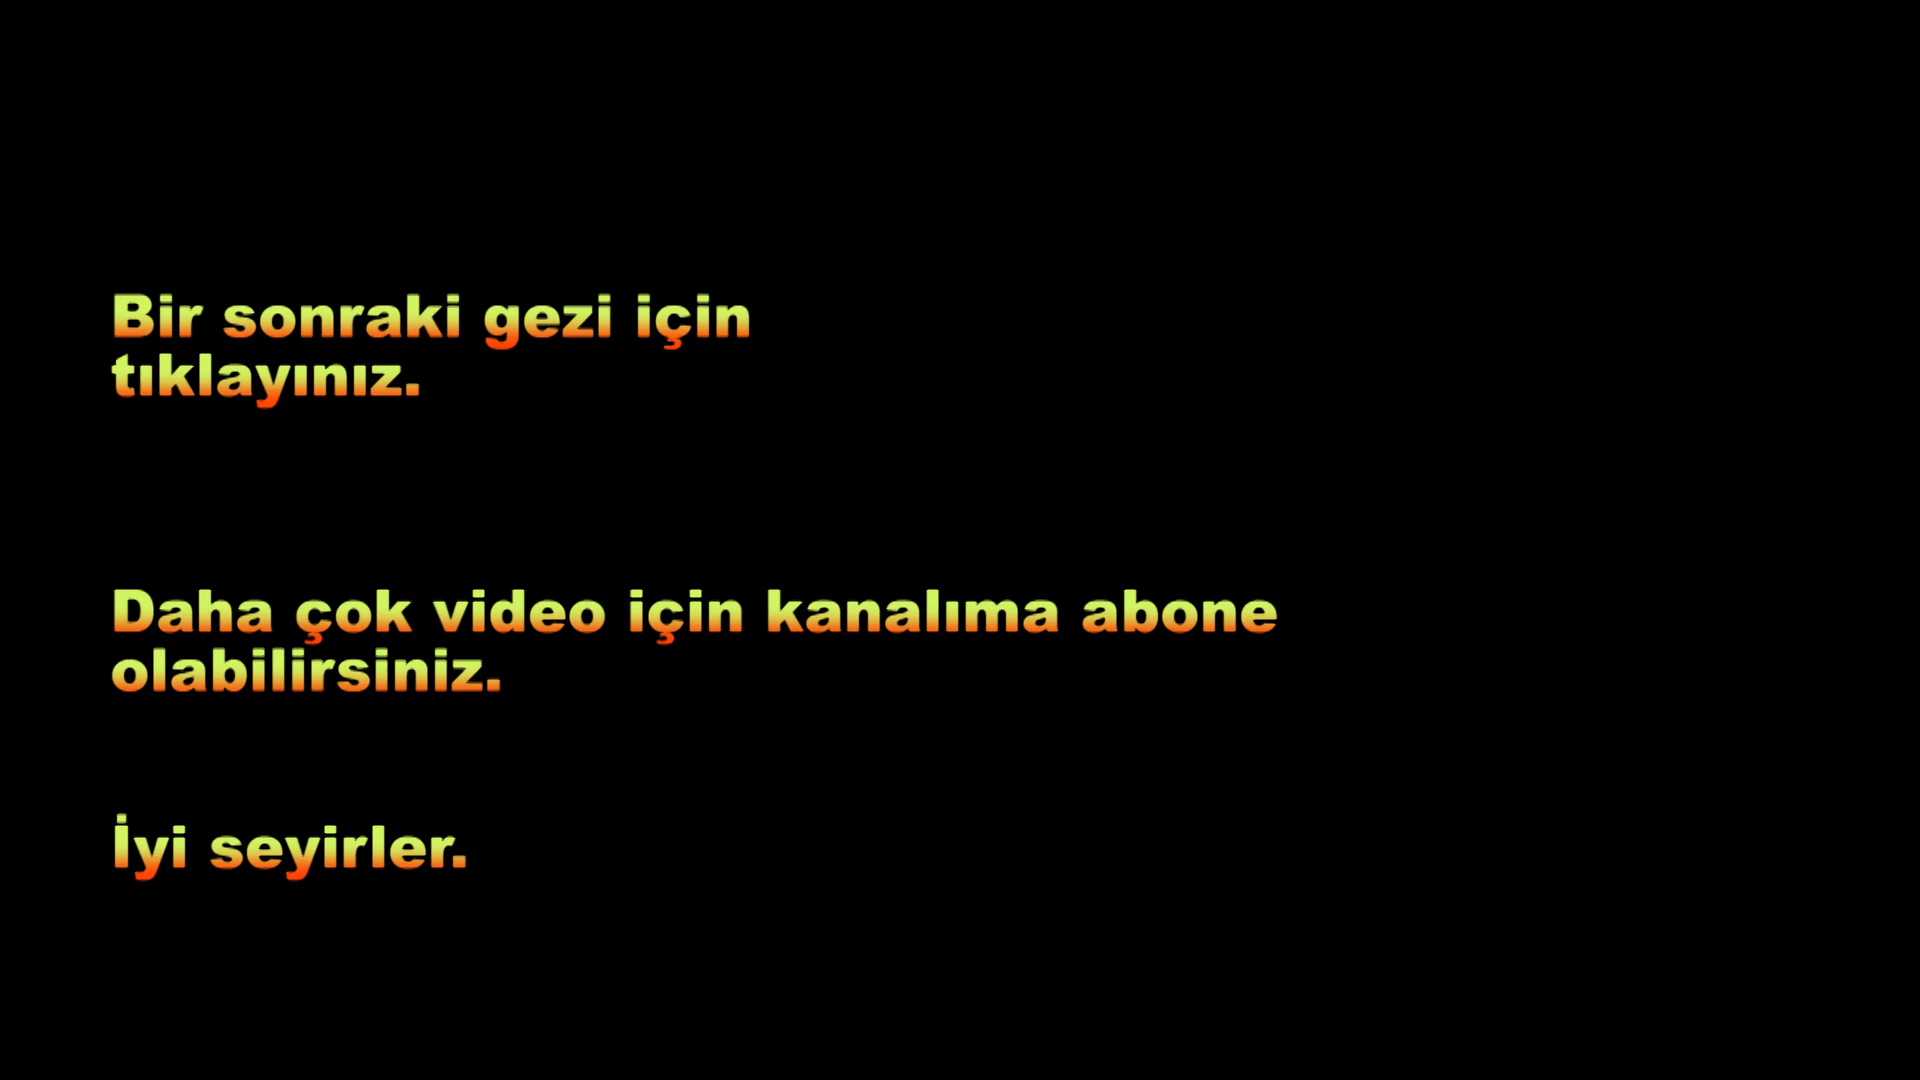 Bir sonraki gezi için
tıklayınız.
Daha çok video için kanalıma abone
olabilirsiniz.
İyi seyirler.